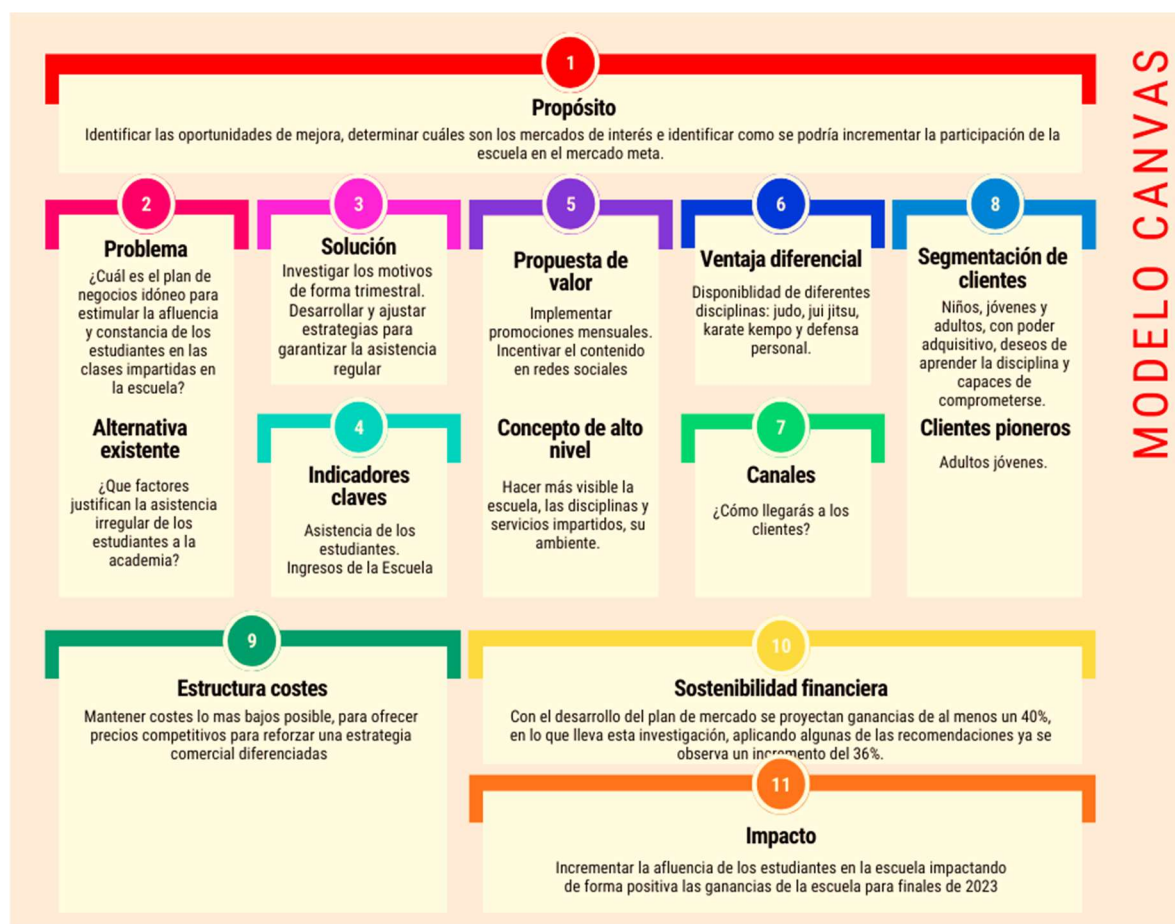 MODELO CANVAS
1
Propósito
Identificar las oportunidades de mejora, determinar cuáles son los mercados de interés e identificar como se podría incrementar la participación de la
escuela en el mercado meta.
2
Problema
¿Cuál es el plan de
negocios idóneo para
estimular la afluencia
y constancia de los
estudiantes en las
clases impartidas en
la escuela?
Alternativa
existente
¿Que factores
justifican la asistencia
irregular de los
estudiantes a la
academia?
3
Solución
Investigar los motivos
de forma trimestral.
Desarrollar y ajustar
estrategias para
garantizar la asistencia
regular
4
Indicadores
claves
Asistencia de los
estudiantes.
Ingresos de la Escuela
5
Propuesta de
valor
Implementar
promociones mensuales.
Incentivar el contenido
en redes sociales
Concepto de alto
nivel
Hacer más visible la
escuela, las disciplinas y
servicios impartidos, su
ambiente.
6
Ventaja diferencial
Disponiblidad de diferentes
disciplinas: judo, jui jitsu,
karate kempo y defensa
personal.
7
Canales
¿Cómo llegarás a los
clientes?
8
Segmentación de
clientes
Niños, jóvenes y
adultos, con poder
adquisitivo, deseos de
aprender la disciplina y
capaces de
comprometerse.
Clientes pioneros
Adultos jóvenes.
9
Estructura costes
Mantener costes lo mas bajos posible, para ofrecer
precios competitivos para reforzar una estrategia
comercial diferenciadas
10
Sostenibilidad financiera
Con el desarrollo del plan de mercado se proyectan ganancias de al menos un 40%,
en lo que lleva esta investigación, aplicando algunas de las recomendaciones ya se
observa un incremento del 36%.
11
Impacto
Incrementar la afluencia de los estudiantes en la escuela impactando
de forma positiva las ganancias de la escuela para finales de 2023